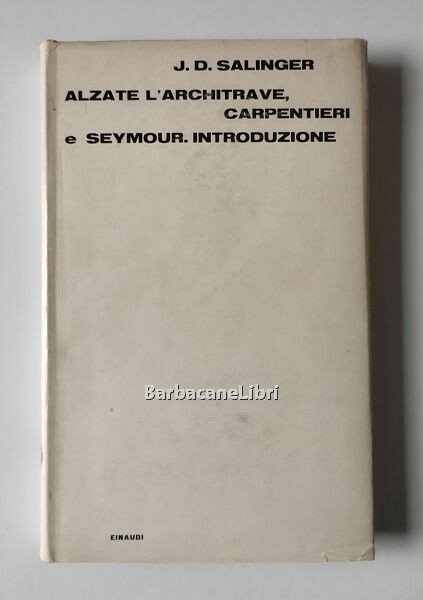 J. D. SALINGER
ALZATE L'ARCHITRAVE,
CARPENTIERI
e SEYMOUR. INTRODUZIONE
BarbacaneLibri
EINAUDI